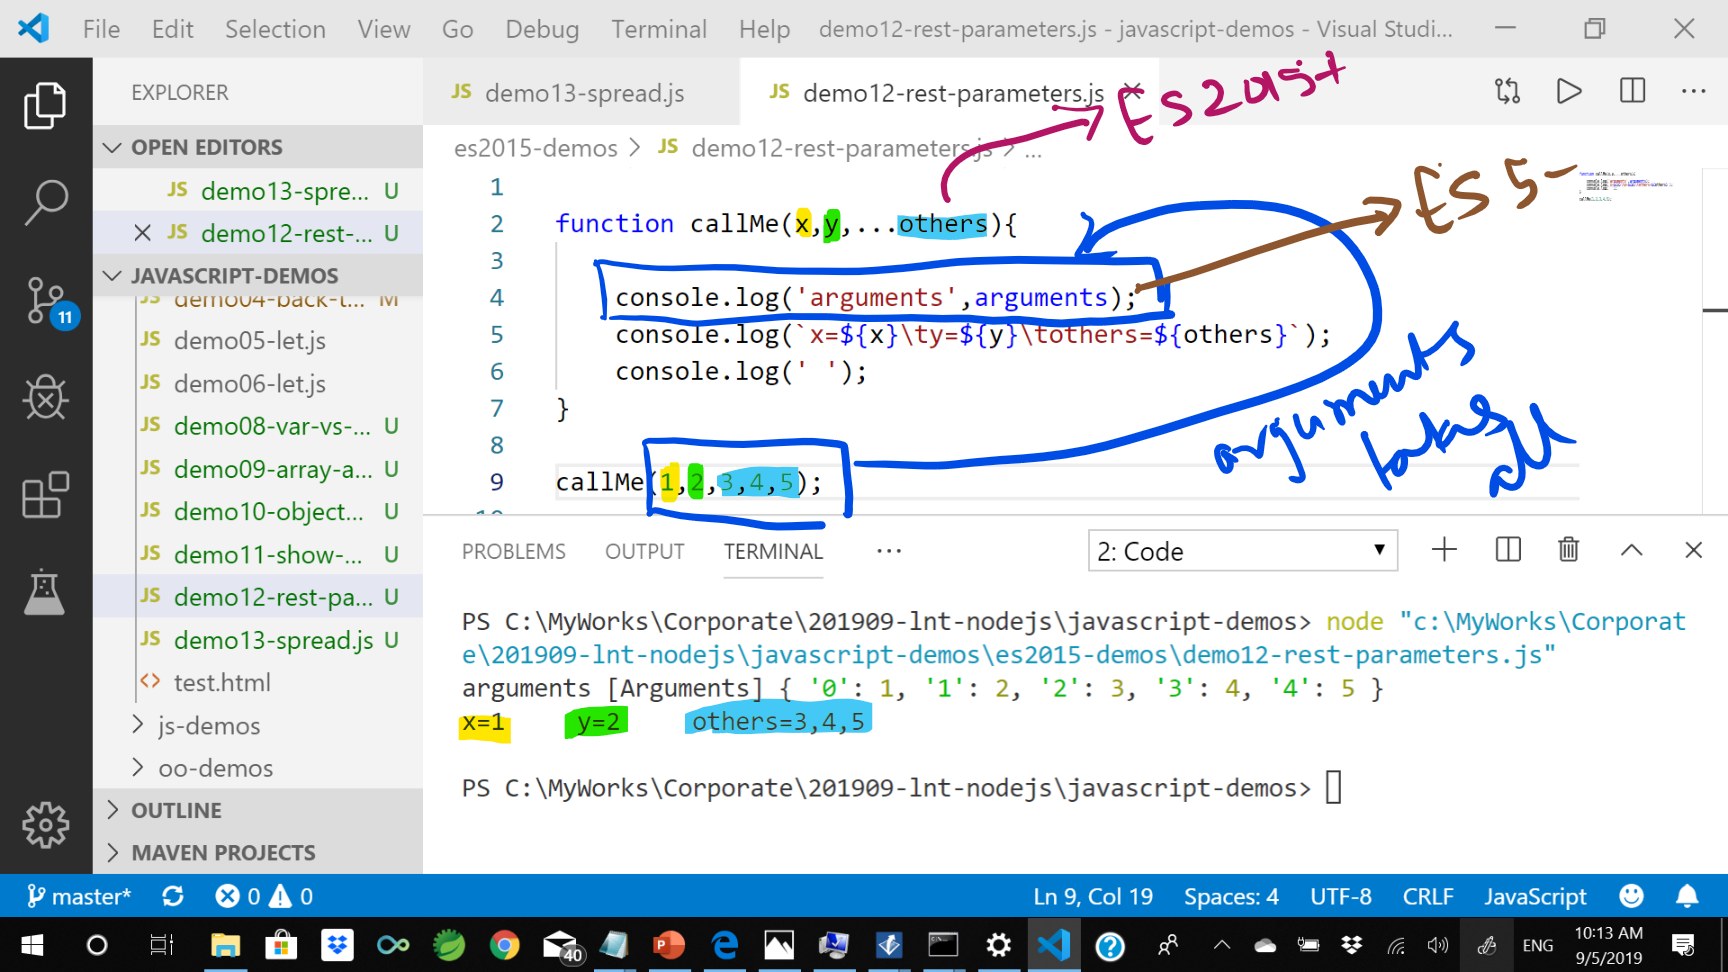 File Edit Selection View Go Debug Terminal Help demo12-rest-parameters.js - javascript-demos - Visual Studi...
EXPLORER
OPEN EDITORS
JS demo13-spre... U
JS demo12-rest-... U
JAVASCRIPT-DEMOS
JS demo04-back-t... M
JS demo05-let.js
JS demo06-let.js
JS demo08-var-vs-... U
JS demo09-array-a... U
JS demo10-object... U
JS demo11-show-... U
JS demo12-rest-pa... U
JS demo13-spread.js U
<> test.html
js-demos
oo-demos
OUTLINE
MAVEN PROJECTS
11
JS demo13-spread.js JS demo12-rest-parameters.js
ES2015+
es2015-demos > JS demo12-rest-parameters.js > ...
ES5-
1
2 function callMe(x,y,...others){
3
4 console.log('arguments',arguments);
5 console.log(`x=${x}\ty=${y}\tothers=${others}`);
6 console.log(' ');
7 }
8
9 callMe(1,2,3,4,5);
10
arguments
takes
all
PROBLEMS OUTPUT TERMINAL ... 2: Code
PS C:\MyWorks\Corporate\201909-lnt-nodejs\javascript-demos> node "c:\MyWorks\Corporat
e\201909-lnt-nodejs\javascript-demos\es2015-demos\demo12-rest-parameters.js"
arguments [Arguments] { '0': 1, '1': 2, '2': 3, '3': 4, '4': 5 }
x=1 y=2 others=3,4,5
PS C:\MyWorks\Corporate\201909-lnt-nodejs\javascript-demos>
master* 0 0 Ln 9, Col 19 Spaces: 4 UTF-8 CRLF JavaScript
40 ENG 10:13 AM
9/5/2019